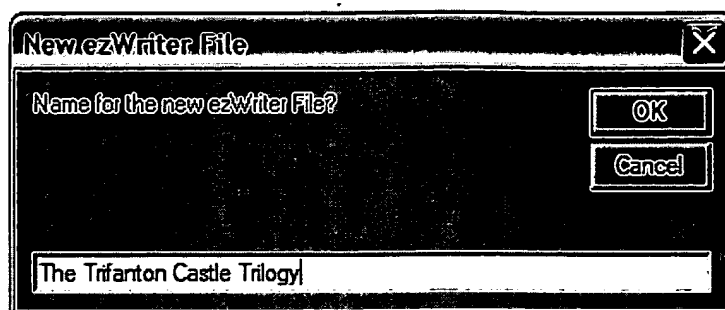 New ezWriter File
Name for the new ezWriter File?
OK
Cancel
The Trifanton Castle Trilogy